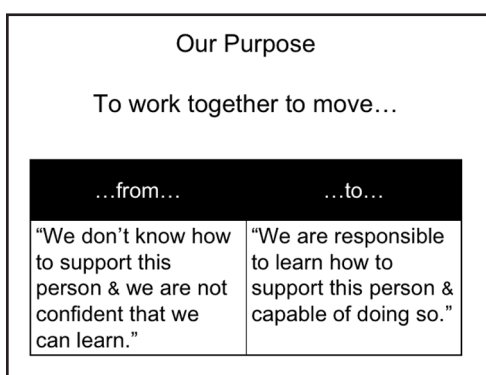 Our Purpose
To work together to move…
…from…
…to…
“We don’t know how
to support this
person & we are not
confident that we
can learn.”
“We are responsible
to learn how to
support this person &
capable of doing so.”